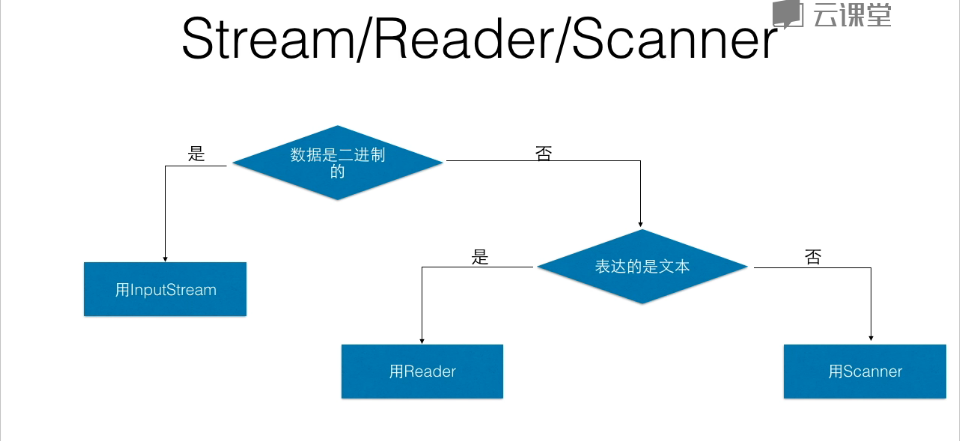 云课堂
Stream/Reader/Scanner
是
数据是二进制
的
否
用InputStream
是
表达的是文本
否
用Reader
用Scanner